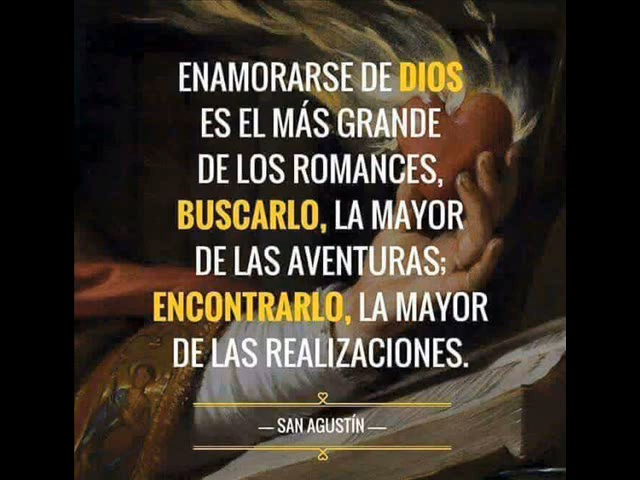 ENAMORARSE DE DIOS
ES EL MÁS GRANDE
DE LOS ROMANCES,
BUSCARLO, LA MAYOR
DE LAS AVENTURAS;
ENCONTRARLO, LA MAYOR
DE LAS REALIZACIONES.
— SAN AGUSTÍN —